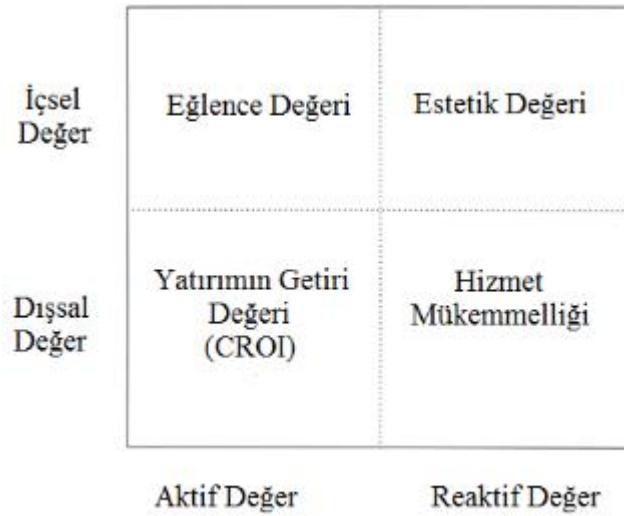 İçsel
Değer
Eğlence Değeri
Estetik Değeri
Dışsal
Değer
Yatırımın Getiri
Değeri
(CROI)
Hizmet
Mükemmelliği
Aktif Değer
Reaktif Değer